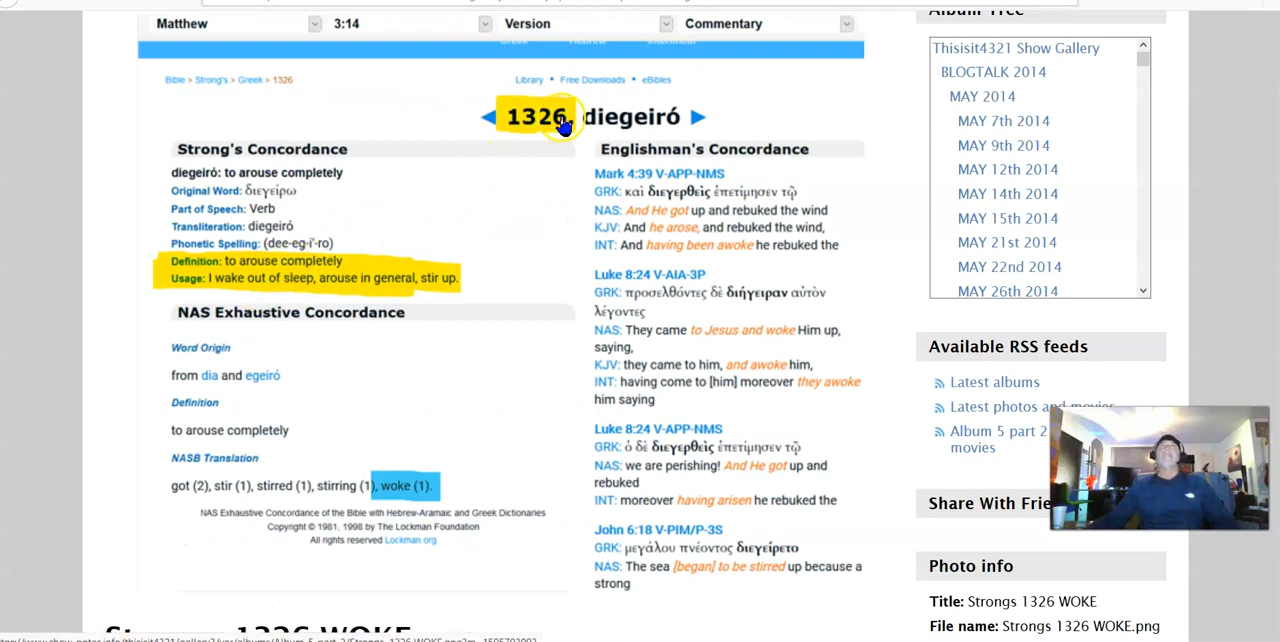 Album Tree
Matthew 3:14 Version Commentary
Greek Hebrew Interlinear
Bible > Strong's > Greek > 1326
Library • Free Downloads • eBibles
◄ 1326. diegeiró ►
Strong's Concordance
diegeiró: to arouse completely
Original Word: διεγείρω
Part of Speech: Verb
Transliteration: diegeiró
Phonetic Spelling: (dee-eg-i'-ro)
Definition: to arouse completely
Usage: I wake out of sleep, arouse in general, stir up.
NAS Exhaustive Concordance
Word Origin
from dia and egeiró
Definition
to arouse completely
NASB Translation
got (2), stir (1), stirred (1), stirring (1), woke (1).
NAS Exhaustive Concordance of the Bible with Hebrew-Aramaic and Greek Dictionaries
Copyright © 1981, 1998 by The Lockman Foundation
All rights reserved Lockman.org
Englishman's Concordance
Mark 4:39 V-APP-NMS
GRK: καὶ διεγερθεὶς ἐπετίμησεν τῷ
NAS: And He got up and rebuked the wind
KJV: And he arose, and rebuked the wind,
INT: And having been awoke he rebuked the
Luke 8:24 V-AIA-3P
GRK: προσελθόντες δὲ διήγειραν αὐτὸν
λέγοντες
NAS: They came to Jesus and woke Him up,
saying,
KJV: they came to him, and awoke him,
INT: having come to [him] moreover they awoke
him saying
Luke 8:24 V-APP-NMS
GRK: ὁ δὲ διεγερθεὶς ἐπετίμησεν τῷ
NAS: we are perishing! And He got up and
rebuked
INT: moreover having arisen he rebuked the
John 6:18 V-PIM/P-3S
GRK: μεγάλου πνέοντος διεγείρετο
NAS: The sea [began] to be stirred up because a
strong
Thisisit4321 Show Gallery
BLOGTALK 2014
MAY 2014
MAY 7th 2014
MAY 9th 2014
MAY 12th 2014
MAY 14th 2014
MAY 15th 2014
MAY 21st 2014
MAY 22nd 2014
MAY 26th 2014
Available RSS feeds
Latest albums
Latest photos and movies
Album 5 part 2
movies
Share With Frie
Photo info
Title: Strongs 1326 WOKE
File name: Strongs 1326 WOKE.png
Strongs 1326 WOKE